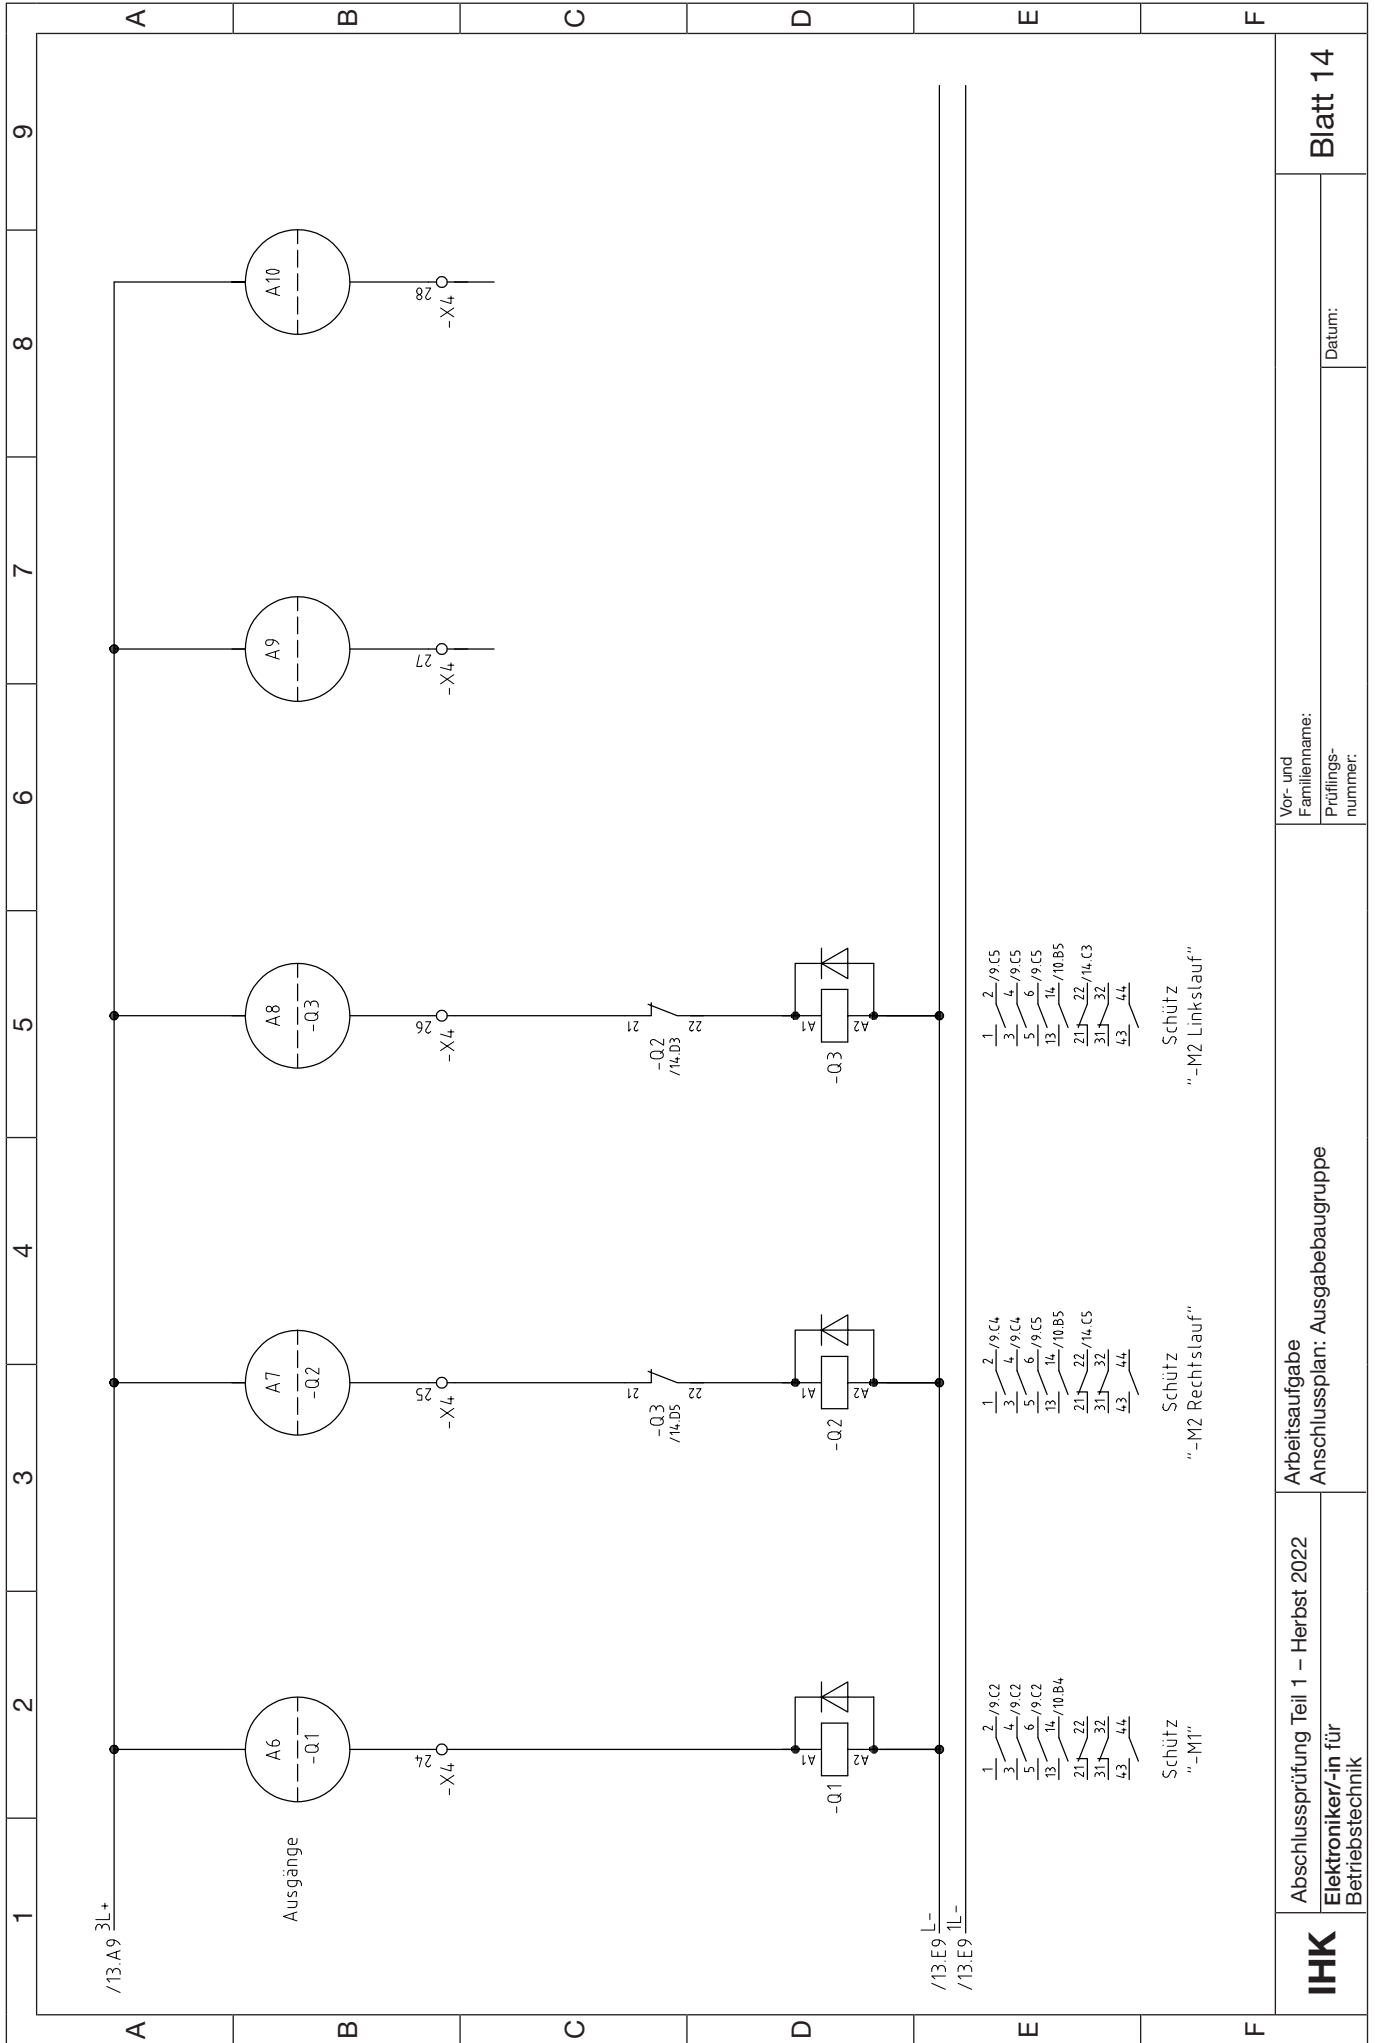 1 2 3 4 5 6 7 8 9
A
B
C
D
E
F
/13.A9 3L+
Ausgänge
A6
-Q1
A7
-Q2
A8
-Q3
A9
A10
24
-X4
25
-X4
26
-X4
27
-X4
28
-X4
21
22
-Q3
/14.D5
21
22
-Q2
/14.D3
A1
A2
-Q1
A1
A2
-Q2
A1
A2
-Q3
/13.E9 L-
/13.E9 1L-
1 2 /9.C2
3 4 /9.C2
5 6 /9.C2
13 14 /10.B4
21 22
31 32
43 44
Schütz
"-M1"
1 2 /9.C4
3 4 /9.C4
5 6 /9.C5
13 14 /10.B5
21 22 /14.C5
31 32
43 44
Schütz
"-M2 Rechtslauf"
1 2 /9.C5
3 4 /9.C5
5 6 /9.C5
13 14 /10.B5
21 22 /14.C3
31 32
43 44
Schütz
"-M2 Linkslauf"
A
B
C
D
E
F
IHK
Abschlussprüfung Teil 1 – Herbst 2022
Elektroniker/-in für
Betriebstechnik
Arbeitsaufgabe
Anschlussplan: Ausgabebaugruppe
Vor- und
Familienname:
Prüflings-
nummer:
Datum:
Blatt 14